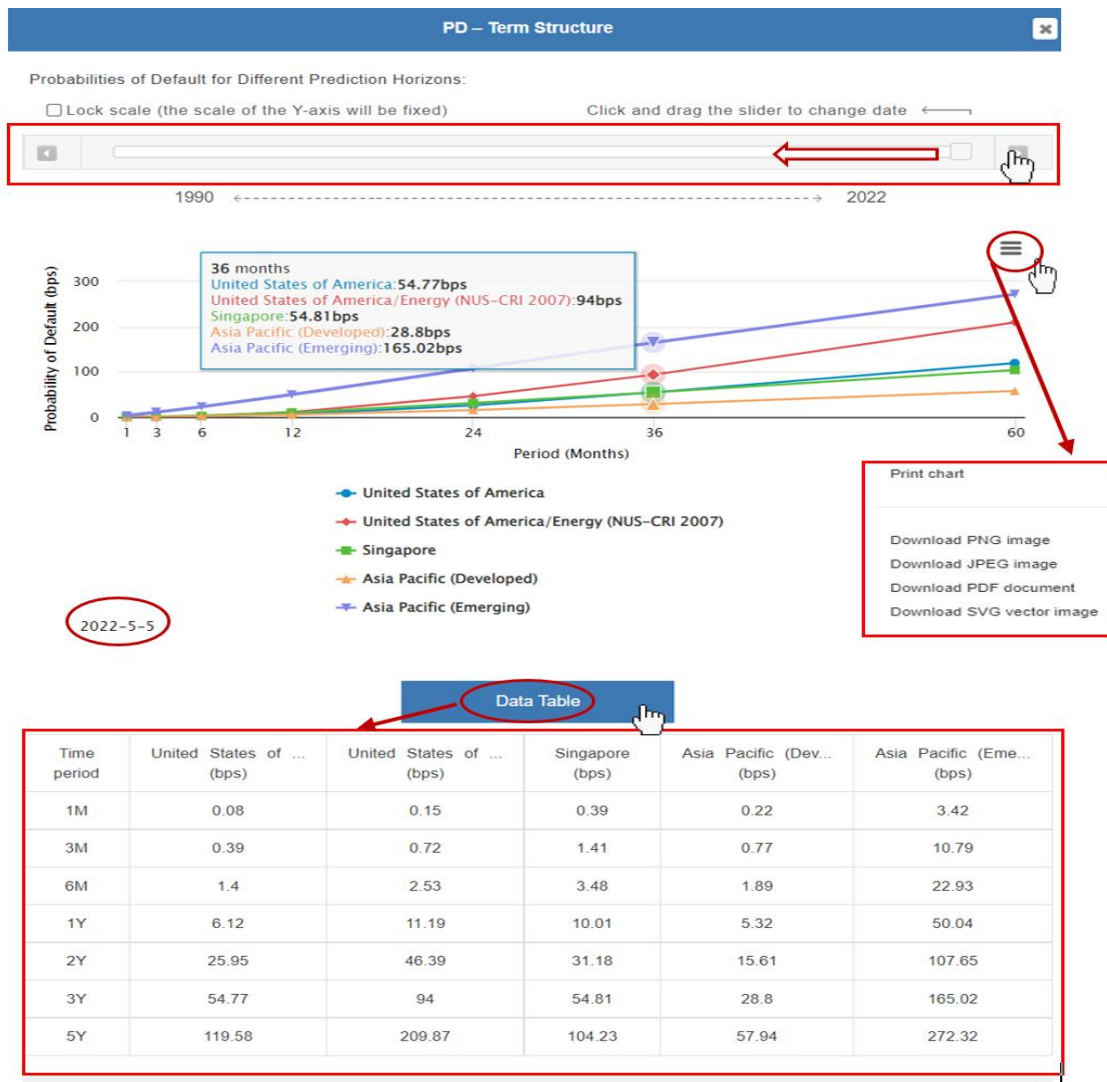 PD – Term Structure
Probabilities of Default for Different Prediction Horizons:
Lock scale (the scale of the Y-axis will be fixed) Click and drag the slider to change date
1990 2022
36 months
United States of America:54.77bps
United States of America/Energy (NUS-CRI 2007):94bps
Singapore:54.81bps
Asia Pacific (Developed):28.8bps
Asia Pacific (Emerging):165.02bps
Probability of Default (bps)
300
200
100
0
1 3 6 12 24 36 60
Period (Months)
United States of America
United States of America/Energy (NUS-CRI 2007)
Singapore
Asia Pacific (Developed)
Asia Pacific (Emerging)
2022-5-5
Print chart
Download PNG image
Download JPEG image
Download PDF document
Download SVG vector image
Data Table
Time period United States of ... (bps) United States of ... (bps) Singapore (bps) Asia Pacific (Dev... (bps) Asia Pacific (Eme... (bps)
1M 0.08 0.15 0.39 0.22 3.42
3M 0.39 0.72 1.41 0.77 10.79
6M 1.4 2.53 3.48 1.89 22.93
1Y 6.12 11.19 10.01 5.32 50.04
2Y 25.95 46.39 31.18 15.61 107.65
3Y 54.77 94 54.81 28.8 165.02
5Y 119.58 209.87 104.23 57.94 272.32